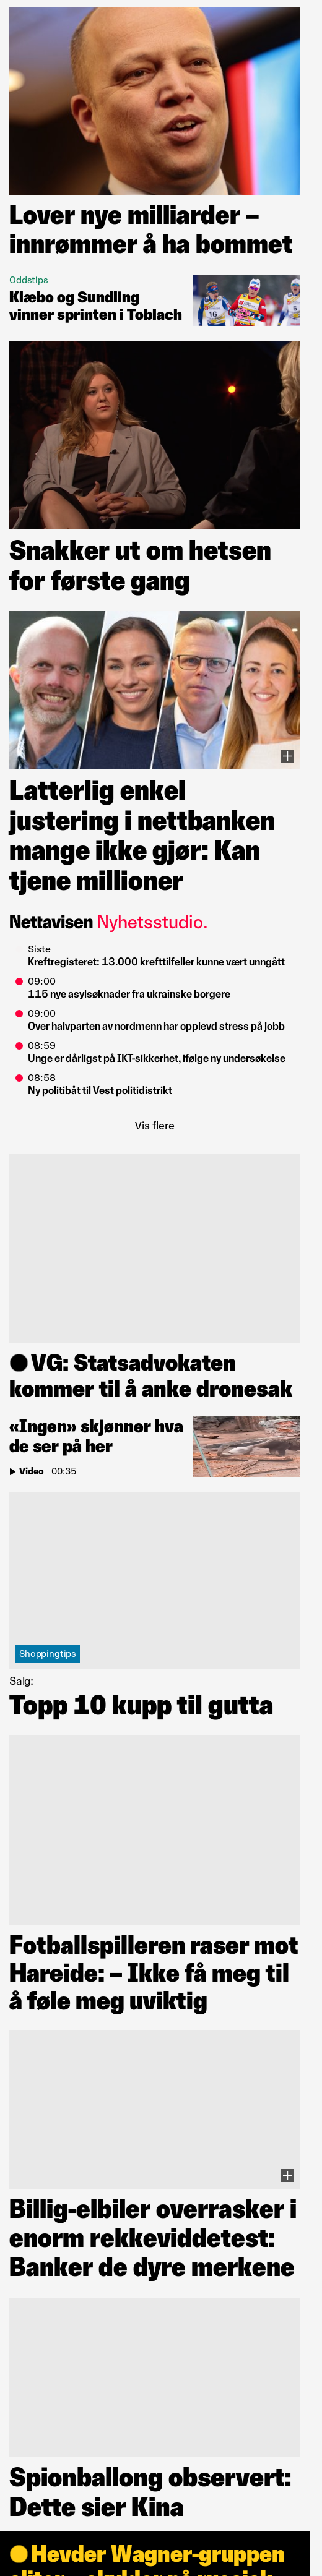 Lover nye milliarder –
innrømmer å ha bommet
Oddstips
Klæbo og Sundling
vinner sprinten i Toblach
16
5
Snakker ut om hetsen
for første gang
Latterlig enkel
justering i nettbanken
mange ikke gjør: Kan
tjene millioner
Nettavisen Nyhetsstudio.
Siste
Kreftregisteret: 13.000 krefttilfeller kunne vært unngått
09:00
115 nye asylsøknader fra ukrainske borgere
09:00
Over halvparten av nordmenn har opplevd stress på jobb
08:59
Unge er dårligst på IKT-sikkerhet, ifølge ny undersøkelse
08:58
Ny politibåt til Vest politidistrikt
Vis flere
VG: Statsadvokaten
kommer til å anke dronesak
«Ingen» skjønner hva
de ser på her
Video | 00:35
Shoppingtips
Salg:
Topp 10 kupp til gutta
Fotballspilleren raser mot
Hareide: – Ikke få meg til
å føle meg uviktig
Billig-elbiler overrasker i
enorm rekkeviddetest:
Banker de dyre merkene
Spionballong observert:
Dette sier Kina
Hevder Wagner-gruppen